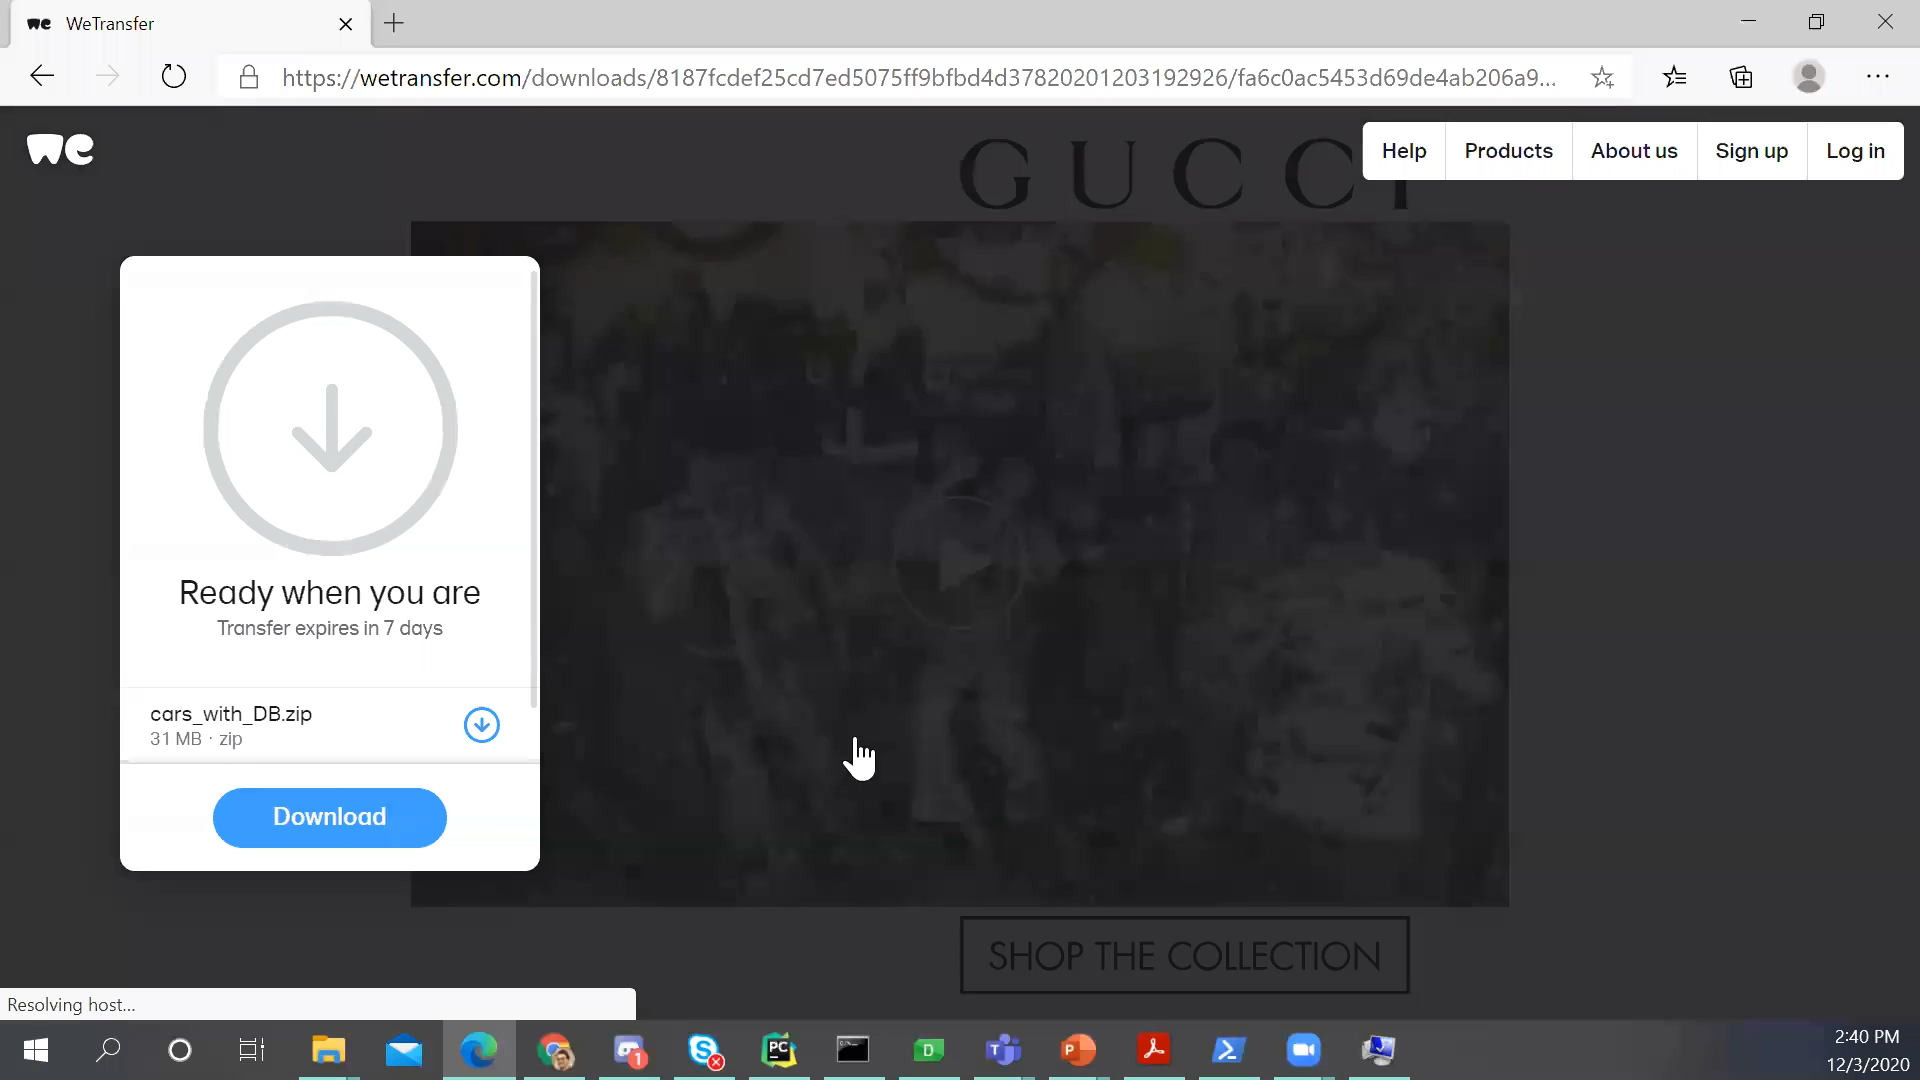 WeTransfer
https://wetransfer.com/downloads/8187fcdef25cd7ed5075ff9bfbd4d37820201203192926/fa6c0ac5453d69de4ab206a9...
we
GUCCI
Help
Products
About us
Sign up
Log in
Ready when you are
Transfer expires in 7 days
cars_with_DB.zip
31 MB · zip
Download
SHOP THE COLLECTION
Resolving host...
PC
D
1
P
2:40 PM
12/3/2020